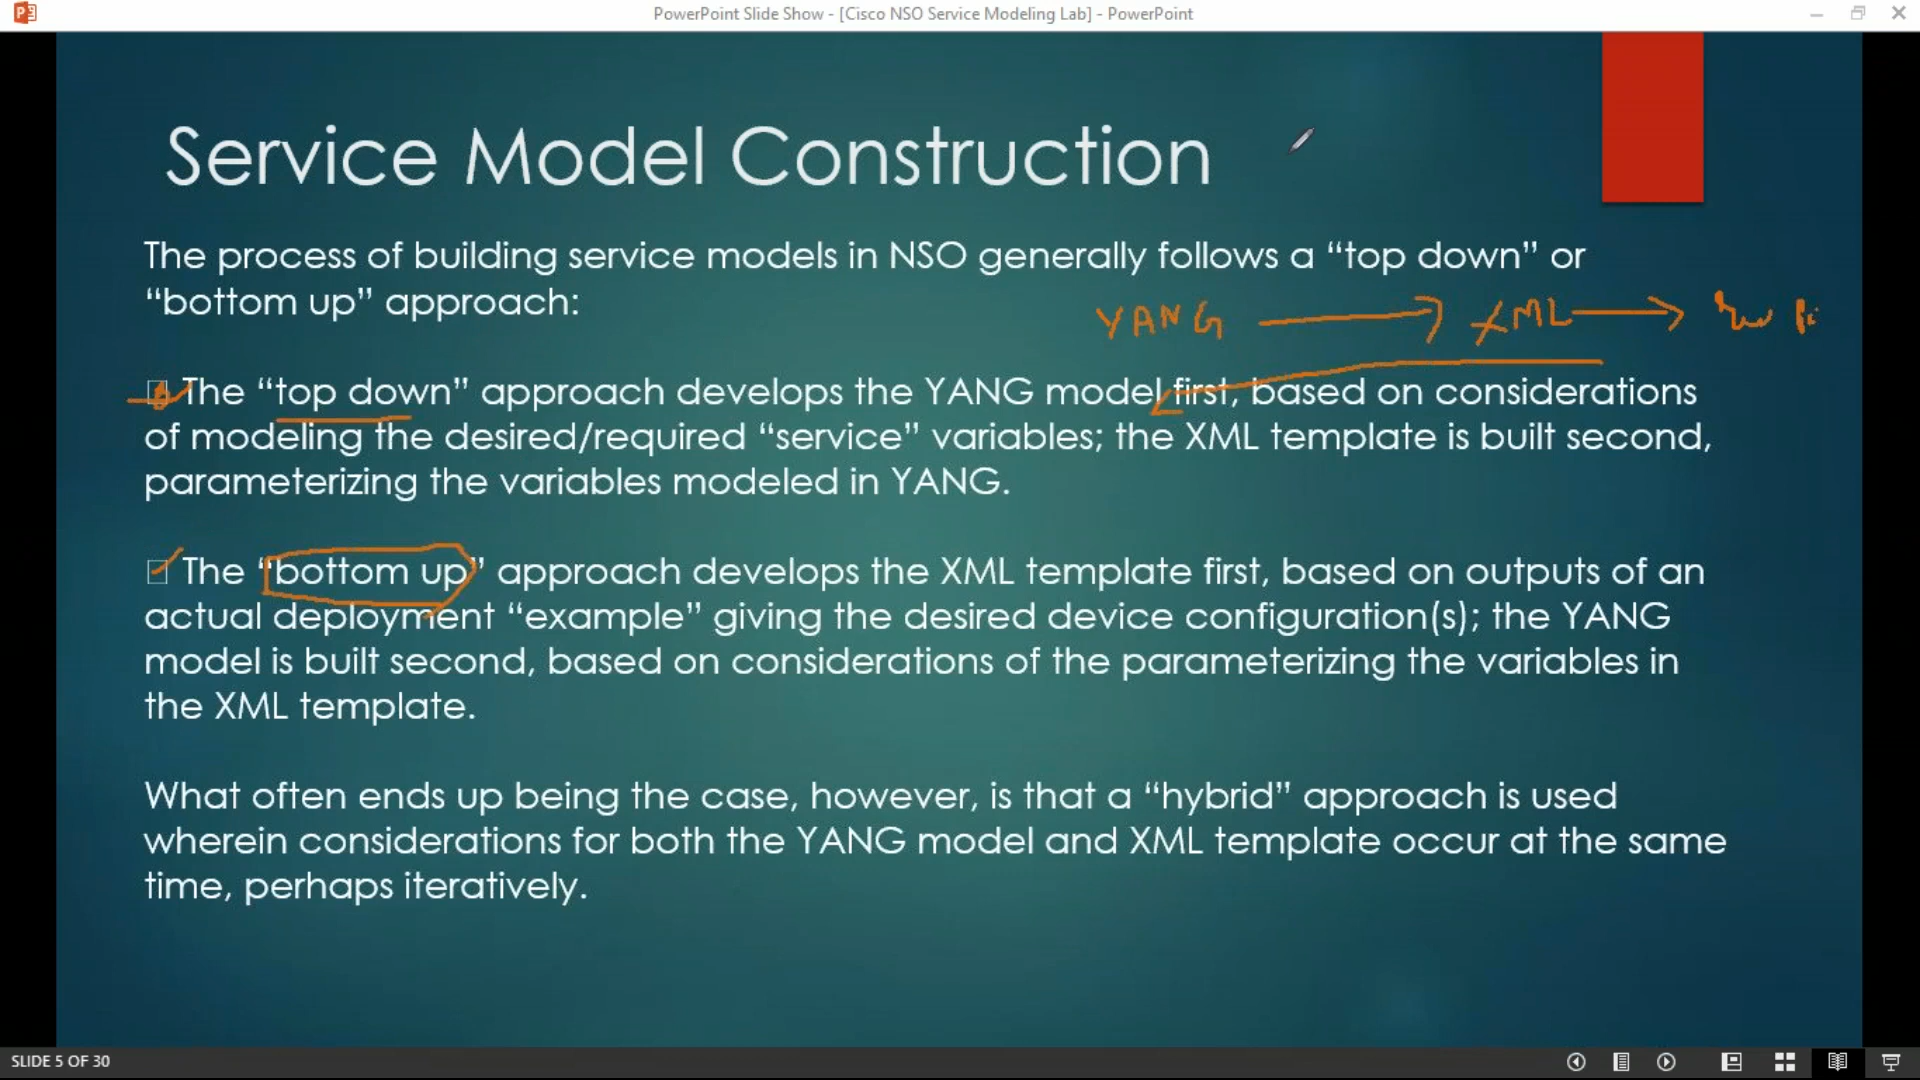 PowerPoint Slide Show - [Cisco NSO Service Modeling Lab] - PowerPoint
Service Model Construction
The process of building service models in NSO generally follows a “top down” or
“bottom up” approach:
YANG XML
The “top down” approach develops the YANG model first, based on considerations
of modeling the desired/required “service” variables; the XML template is built second,
parameterizing the variables modeled in YANG.
The “bottom up” approach develops the XML template first, based on outputs of an
actual deployment “example” giving the desired device configuration(s); the YANG
model is built second, based on considerations of the parameterizing the variables in
the XML template.
What often ends up being the case, however, is that a “hybrid” approach is used
wherein considerations for both the YANG model and XML template occur at the same
time, perhaps iteratively.
SLIDE 5 OF 30